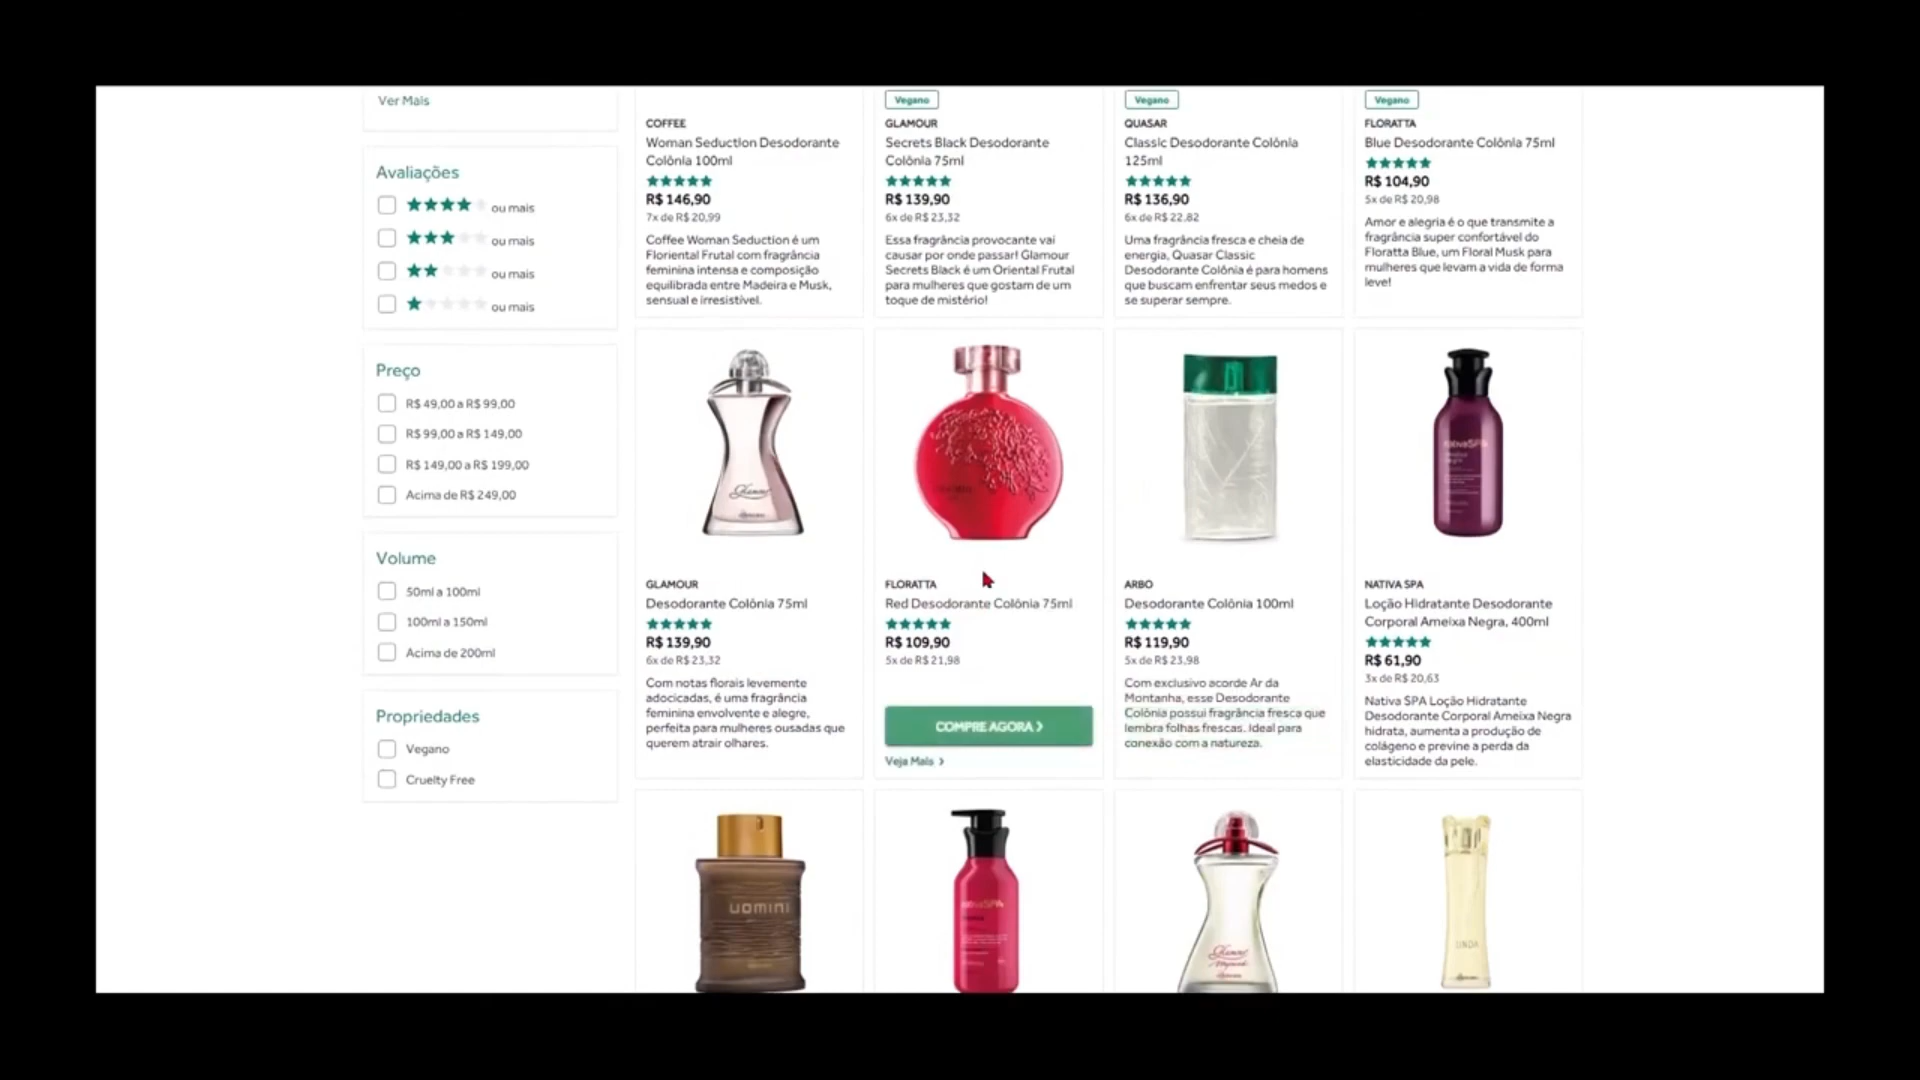 Ver Mais
Avaliações
ou mais
ou mais
ou mais
ou mais
Preço
R$ 49,00 a R$ 99,00
R$ 99,00 a R$ 149,00
R$ 149,00 a R$ 199,00
Acima de R$ 249,00
Volume
50ml a 100ml
100ml a 150ml
Acima de 200ml
Propriedades
Vegano
Cruelty Free
COFFEE
Woman Seduction Desodorante
Colônia 100ml
R$ 146,90
7x de R$ 20,99
Coffee Woman Seduction é um
Floriental Frutal com fragrância
feminina intensa e composição
equilibrada entre Madeira e Musk,
sensual e irresistível.
Vegano
GLAMOUR
Secrets Black Desodorante
Colônia 75ml
R$ 139,90
6x de R$ 23,32
Essa fragrância provocante vai
causar por onde passar! Glamour
Secrets Black é um Oriental Frutal
para mulheres que gostam de um
toque de mistério!
Vegano
QUASAR
Classic Desodorante Colônia
125ml
R$ 136,90
6x de R$ 22,82
Uma fragrância fresca e cheia de
energia, Quasar Classic
Desodorante Colônia é para homens
que buscam enfrentar seus medos e
se superar sempre.
Vegano
FLORATTA
Blue Desodorante Colônia 75ml
R$ 104,90
5x de R$ 20,98
Amor e alegria é o que transmite a
fragrância super confortável do
Floratta Blue, um Floral Musk para
mulheres que levam a vida de forma
leve!
Glamour
GLAMOUR
Desodorante Colônia 75ml
R$ 139,90
6x de R$ 23,32
Com notas florais levemente
adocicadas, é uma fragrância
feminina envolvente e alegre,
perfeita para mulheres ousadas que
querem atrair olhares.
FLORATTA
Red Desodorante Colônia 75ml
R$ 109,90
5x de R$ 21,98
COMPRE AGORA ❯
Veja Mais ❯
ARBO
Desodorante Colônia 100ml
R$ 119,90
5x de R$ 23,98
Com exclusivo acorde Ar da
Montanha, esse Desodorante
Colônia possui fragrância fresca que
lembra folhas frescas. Ideal para
conexão com a natureza.
nativaSPA
NATIVA SPA
Loção Hidratante Desodorante
Corporal Ameixa Negra, 400ml
R$ 61,90
3x de R$ 20,63
Nativa SPA Loção Hidratante
Desodorante Corporal Ameixa Negra
hidrata, aumenta a produção de
colágeno e previne a perda da
elasticidade da pele.
uomini
nativaSPA
Glamour
LINDA